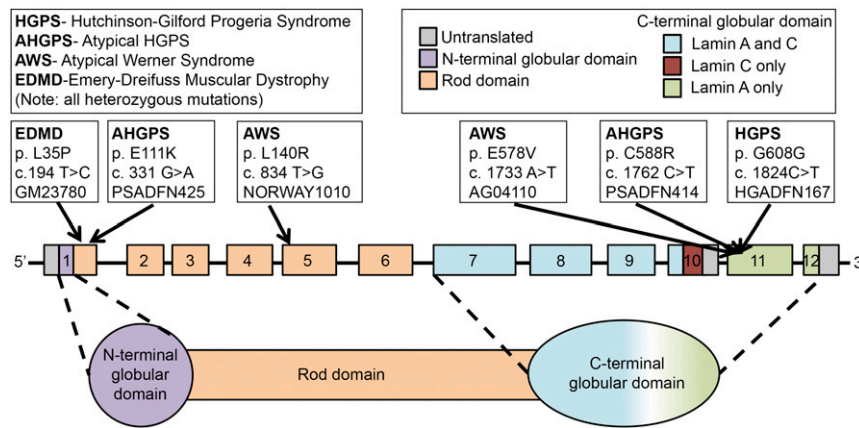 HGPS- Hutchinson-Gilford Progeria Syndrome
AHGPS- Atypical HGPS
AWS- Atypical Werner Syndrome
EDMD-Emery-Dreifuss Muscular Dystrophy
(Note: all heterozygous mutations)
C-terminal globular domain
Untranslated
N-terminal globular domain
Rod domain
Lamin A and C
Lamin C only
Lamin A only
EDMD
p. L35P
c.194 T>C
GM23780
AHGPS
p. E111K
c. 331 G>A
PSADFN425
AWS
p. L140R
c. 834 T>G
NORWAY1010
AWS
p. E578V
c. 1733 A>T
AG04110
AHGPS
p. C588R
c. 1762 C>T
PSADFN414
HGPS
p. G608G
c. 1824C>T
HGADFN167
5' 1 2 3 4 5 6 7 8 9 10 11 12 3'
N-terminal
globular
domain
Rod domain
C-terminal
globular domain